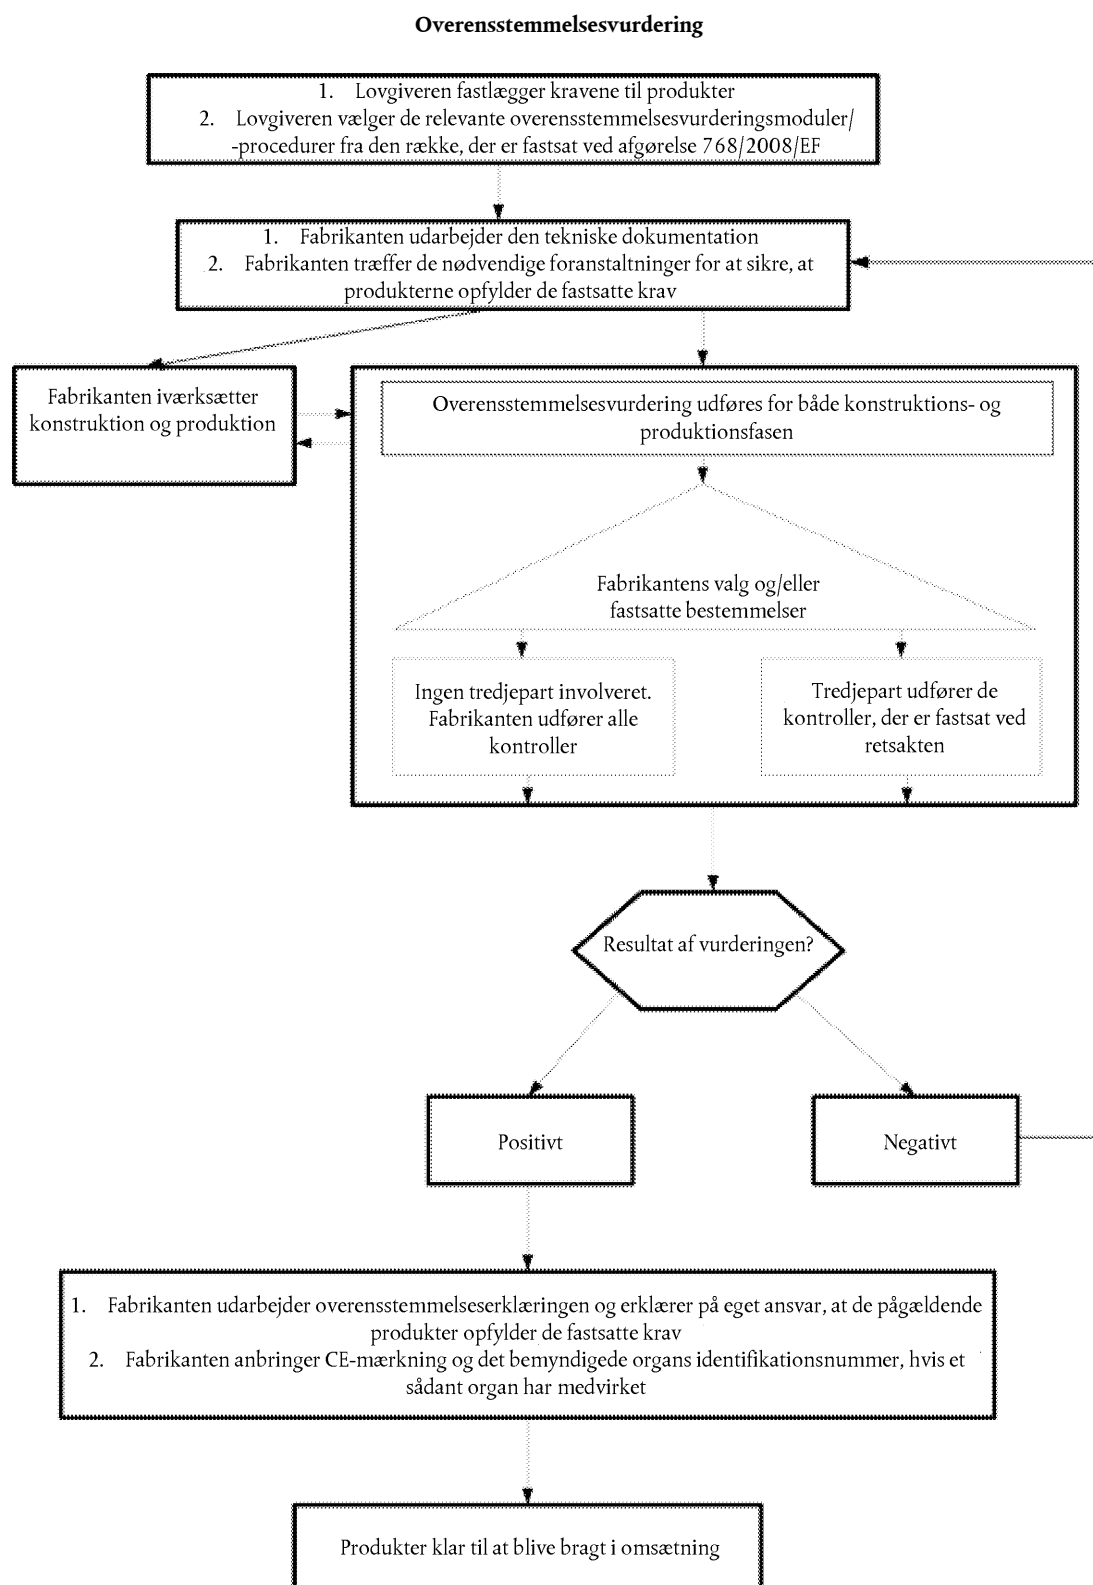 Overensstemmelsesvurdering
1. Lovgiveren fastlægger kravene til produkter
2. Lovgiveren vælger de relevante overensstemmelsesvurderingsmoduler/
-procedurer fra den række, der er fastsat ved afgørelse 768/2008/EF
1. Fabrikanten udarbejder den tekniske dokumentation
2. Fabrikanten træffer de nødvendige foranstaltninger for at sikre, at
produkterne opfylder de fastsatte krav
Fabrikanten iværksætter
konstruktion og produktion
Overensstemmelsesvurdering udføres for både konstruktions- og
produktionsfasen
Fabrikantens valg og/eller
fastsatte bestemmelser
Ingen tredjepart involveret.
Fabrikanten udfører alle
kontroller
Tredjepart udfører de
kontroller, der er fastsat ved
retsakten
Resultat af vurderingen?
Positivt
Negativt
1. Fabrikanten udarbejder overensstemmelseserklæringen og erklærer på eget ansvar, at de pågældende
produkter opfylder de fastsatte krav
2. Fabrikanten anbringer CE-mærkning og det bemyndigede organs identifikationsnummer, hvis et
sådant organ har medvirket
Produkter klar til at blive bragt i omsætning